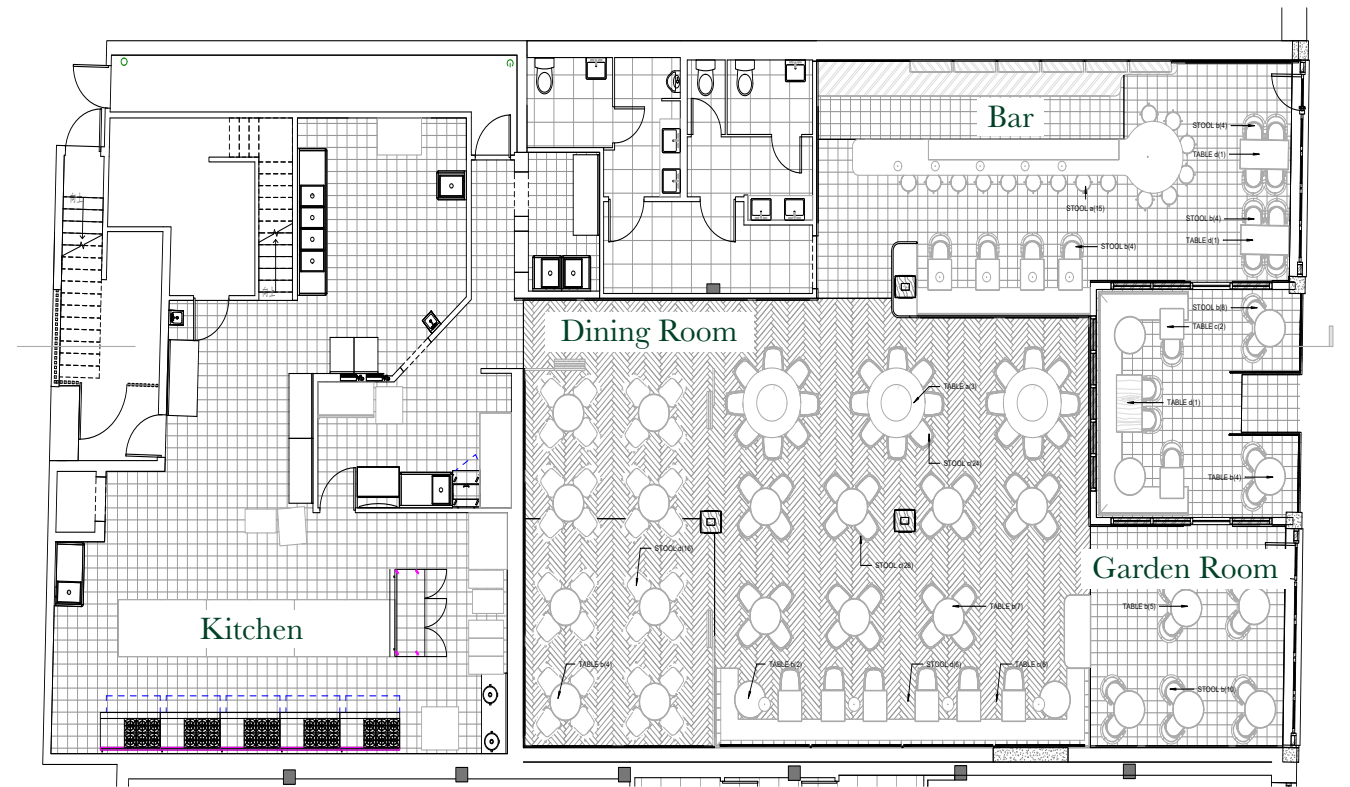 Bar
STOOL b(4)
TABLE d(1)
STOOL a(15)
STOOL b(4)
TABLE d(1)
STOOL b(4)
STOOL b(8)
Dining Room
TABLE c(2)
TABLE a(3)
TABLE d(1)
STOOL c(24)
TABLE b(4)
STOOL d(16)
STOOL c(28)
Garden Room
TABLE b(7)
TABLE b(5)
Kitchen
TABLE b(4)
TABLE b(2)
STOOL d(6)
TABLE c(6)
STOOL b(10)